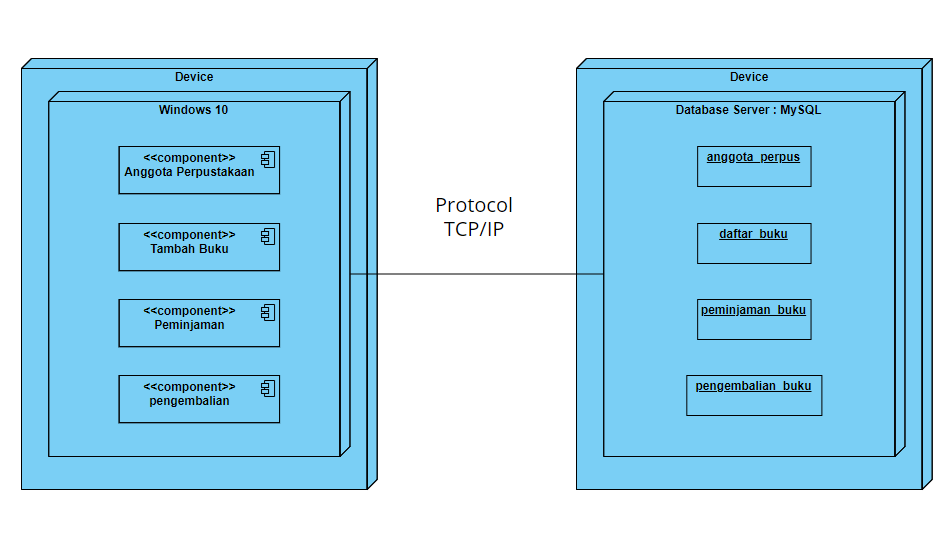 Device
Windows 10
<<component>>
Anggota Perpustakaan
<<component>>
Tambah Buku
<<component>>
Peminjaman
<<component>>
pengembalian
Protocol
TCP/IP
Device
Database Server : MySQL
anggota_perpus
daftar_buku
peminjaman_buku
pengembalian_buku